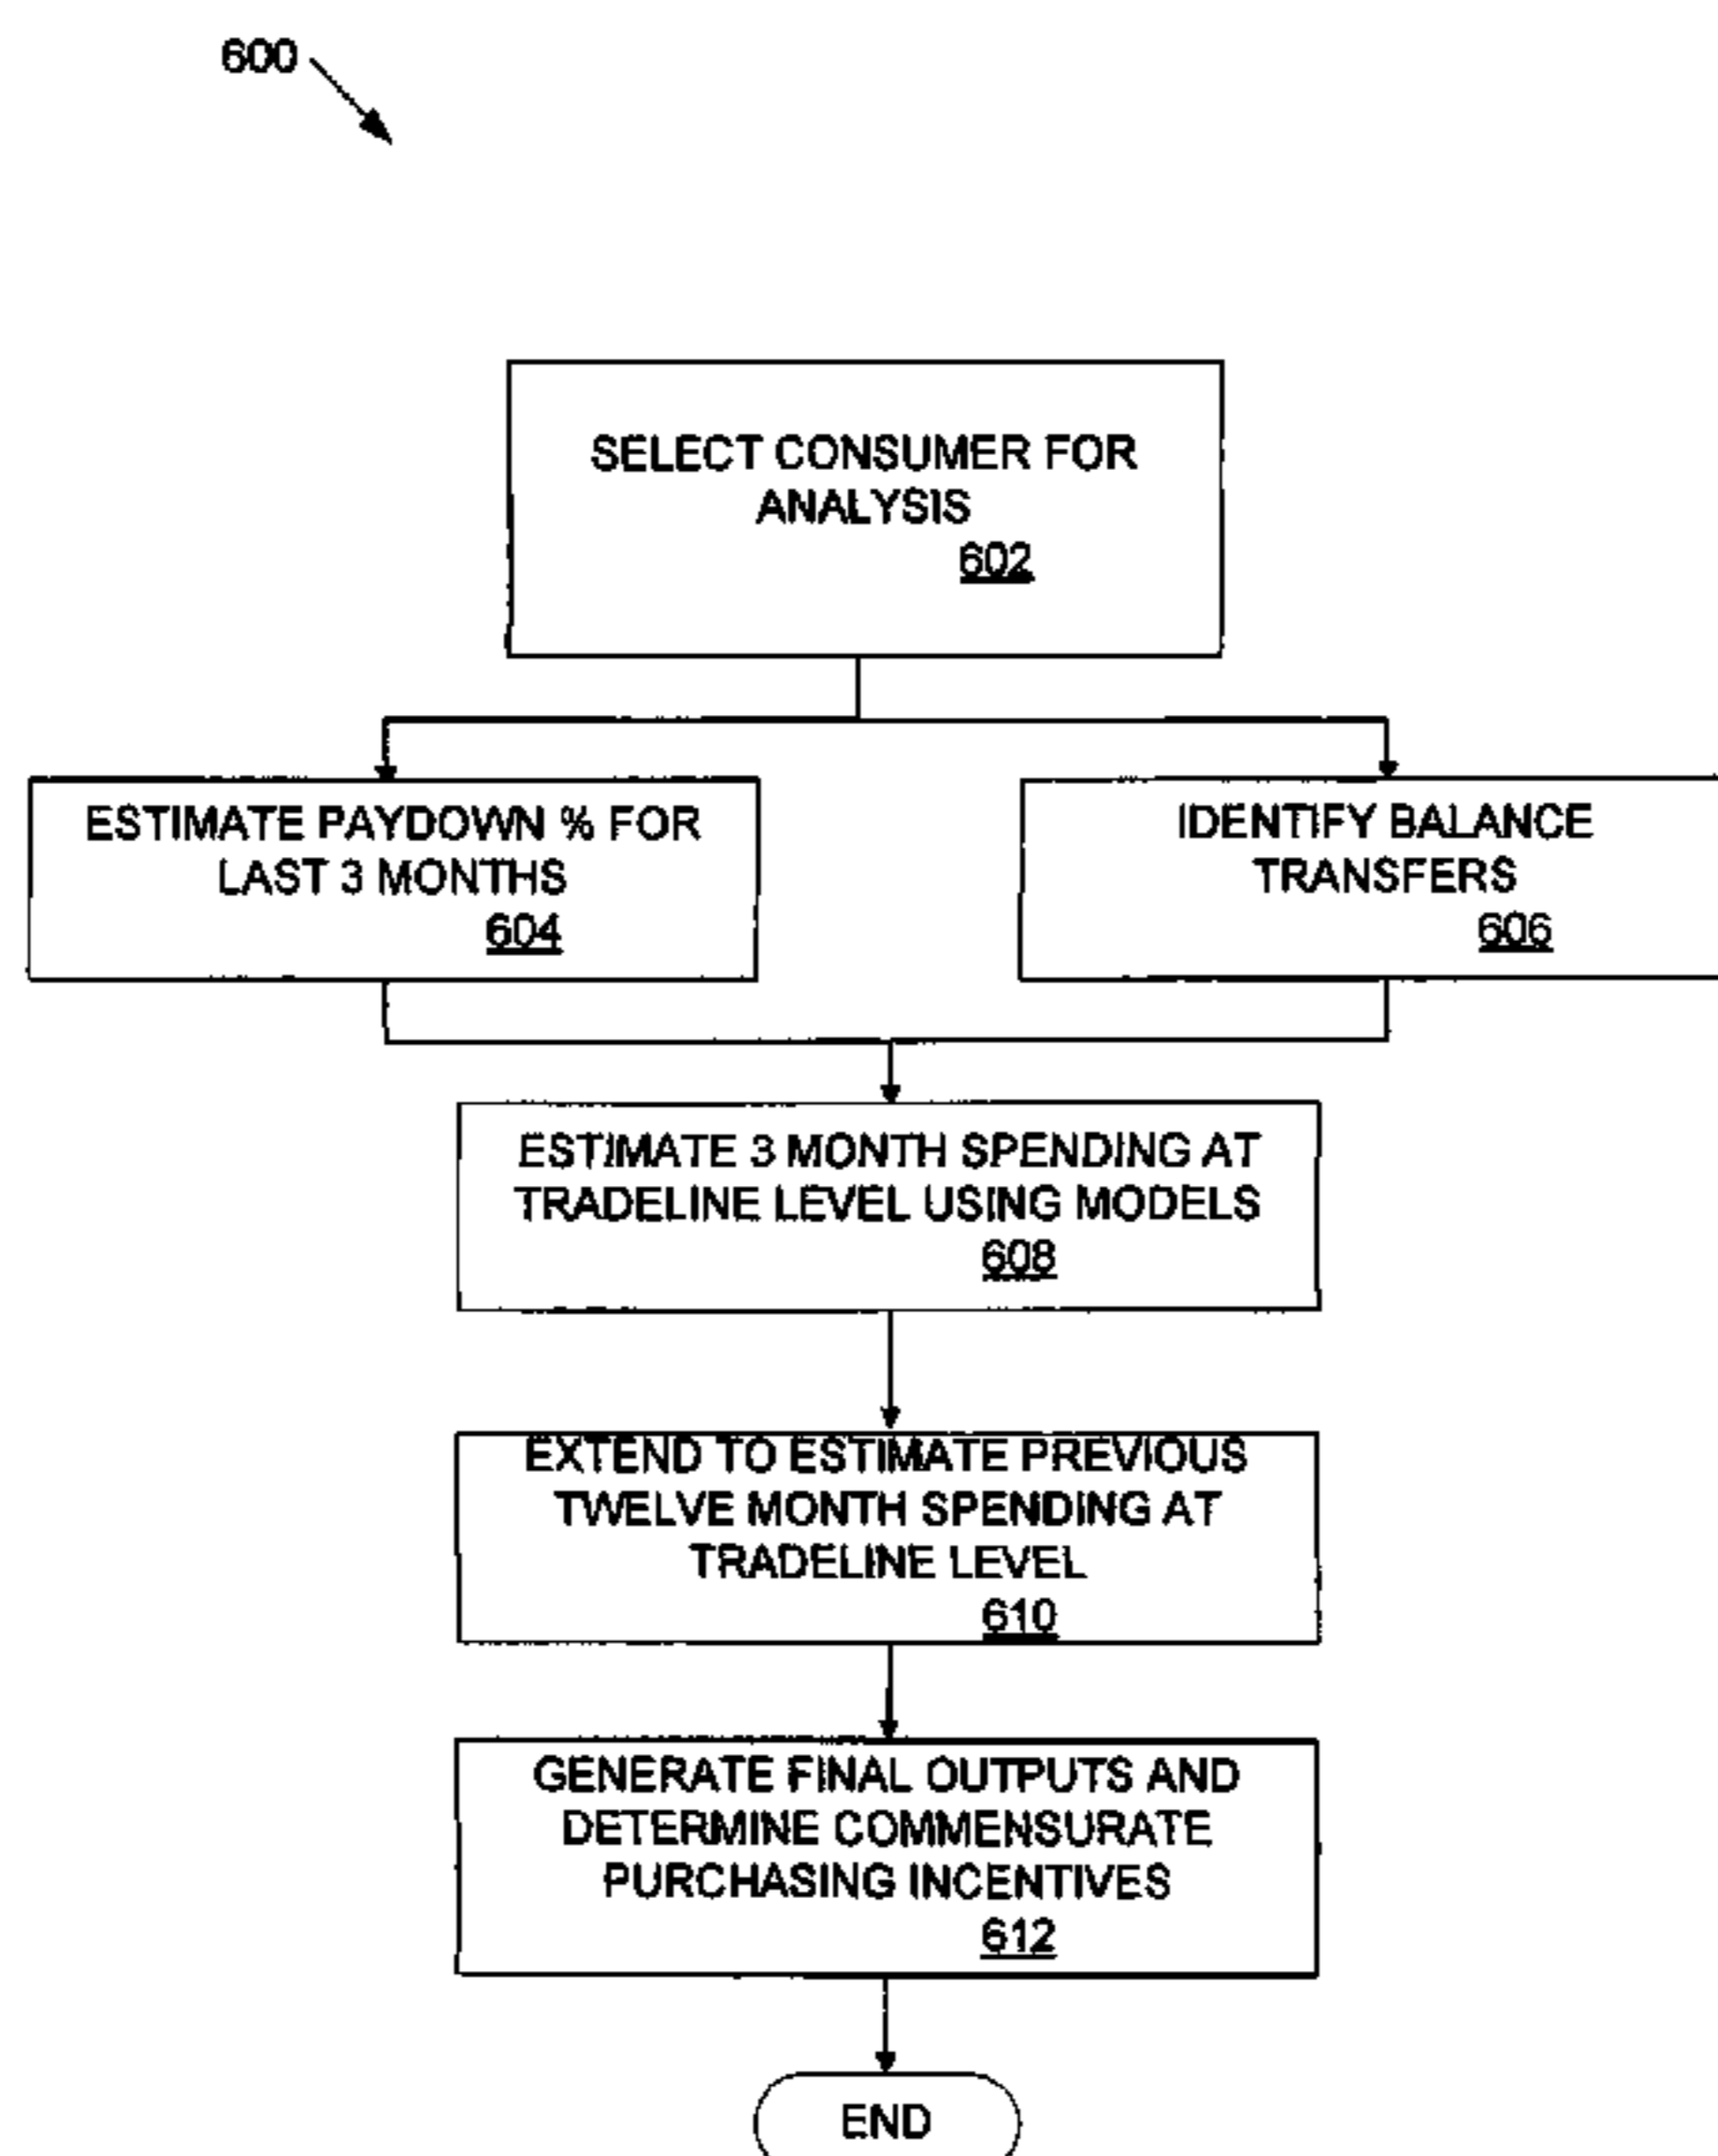 600
SELECT CONSUMER FOR
ANALYSIS
602
ESTIMATE PAYDOWN % FOR
LAST 3 MONTHS
604
IDENTIFY BALANCE
TRANSFERS
606
ESTIMATE 3 MONTH SPENDING AT
TRADELINE LEVEL USING MODELS
608
EXTEND TO ESTIMATE PREVIOUS
TWELVE MONTH SPENDING AT
TRADELINE LEVEL
610
GENERATE FINAL OUTPUTS AND
DETERMINE COMMENSURATE
PURCHASING INCENTIVES
612
END